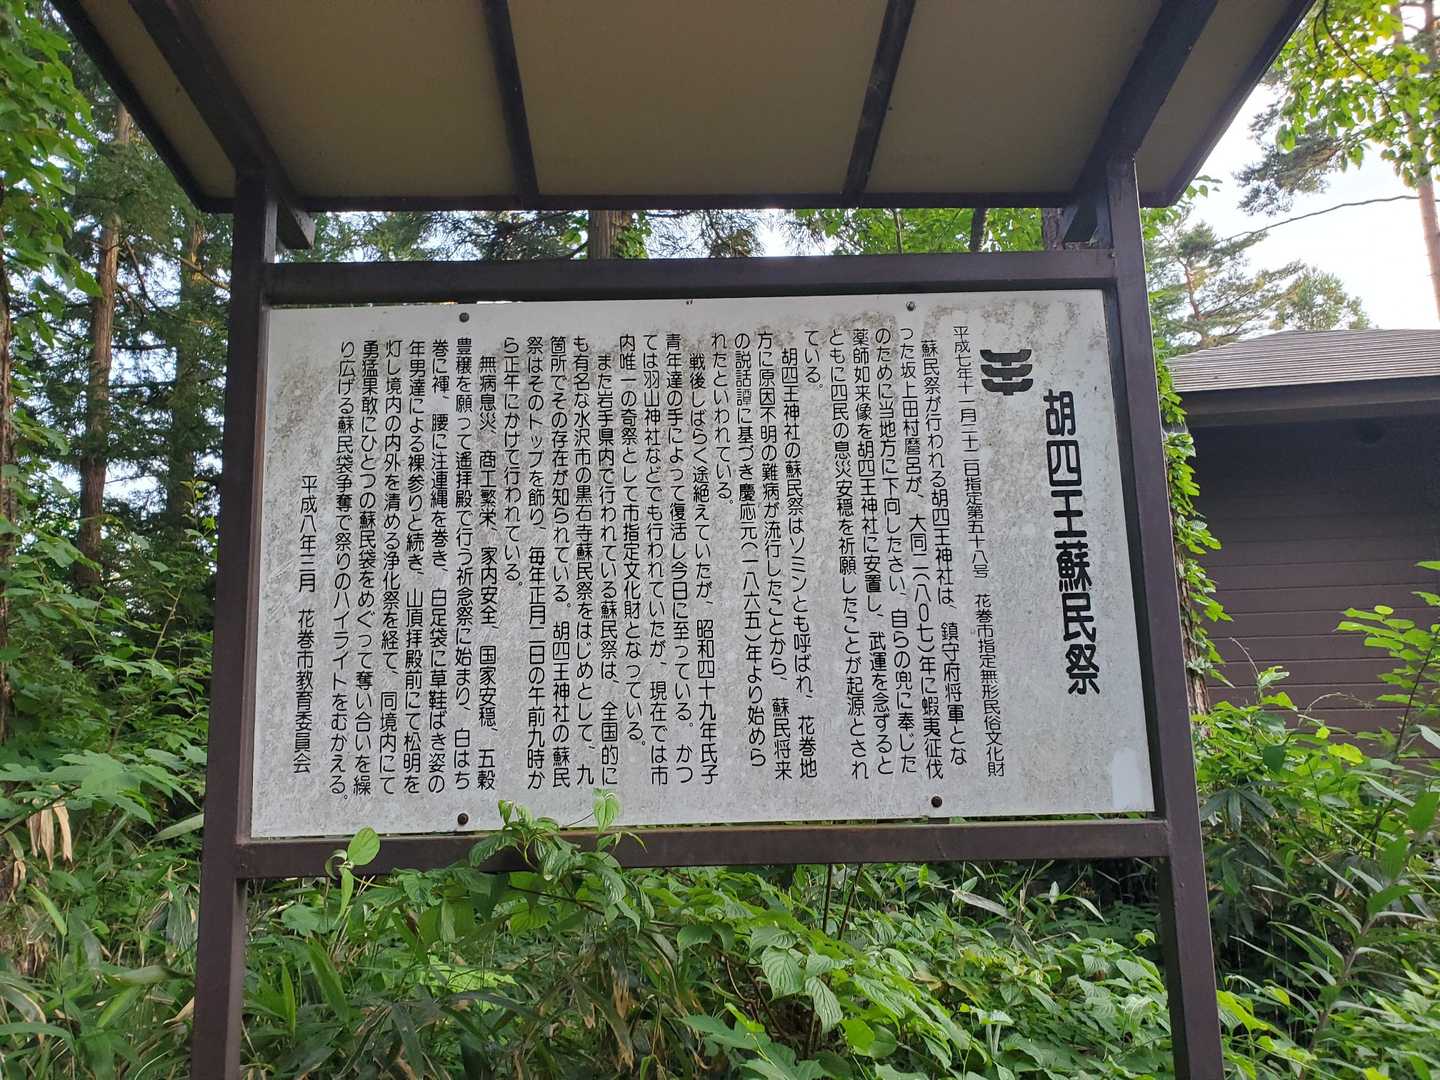 胡四王蘇民祭
平成七年十一月二十二日指定第五十八号 花巻市指定無形民俗文化財
蘇民祭が行われる胡四王神社は、鎮守府将軍とな
った坂上田村麿呂が、大同二(八〇七)年に蝦夷征伐
のために当地方に下向したさい、自らの兜に奉じた
薬師如来像を胡四王神社に安置し、武運を念ずると
ともに四民の息災安穏を祈願したことが起源とされ
ている。
胡四王神社の蘇民祭はソミンとも呼ばれ、花巻地
方に原因不明の難病が流行したことから、蘇民将来
の説話譚に基づき慶応元(一八六五)年より始めら
れたといわれている。
戦後しばらく途絶えていたが、昭和四十九年氏子
青年達の手によって復活し今日に至っている。かつ
ては羽山神社などでも行われていたが、現在では市
内唯一の奇祭として市指定文化財となっている。
また岩手県内で行われている蘇民祭は、全国的に
も有名な水沢市の黒石寺蘇民祭をはじめとして、九
箇所でその存在が知られている。胡四王神社の蘇民
祭はそのトップを飾り、毎年正月二日の午前九時か
ら正午にかけて行われている。
無病息災、商工繁栄、家内安全、国家安穏、五穀
豊穣を願って遙拝殿で行う祈念祭に始まり、白はち
巻に褌、腰に注連縄を巻き、白足袋に草鞋ばき姿の
年男達による裸参りと続き、山頂拝殿前にて松明を
灯し境内の内外を清める浄化祭を経て、同境内にて
勇猛果敢にひとつの蘇民袋をめぐって奪い合いを繰
り広げる蘇民袋争奪で祭りのハイライトをむかえる。
平成八年三月 花巻市教育委員会